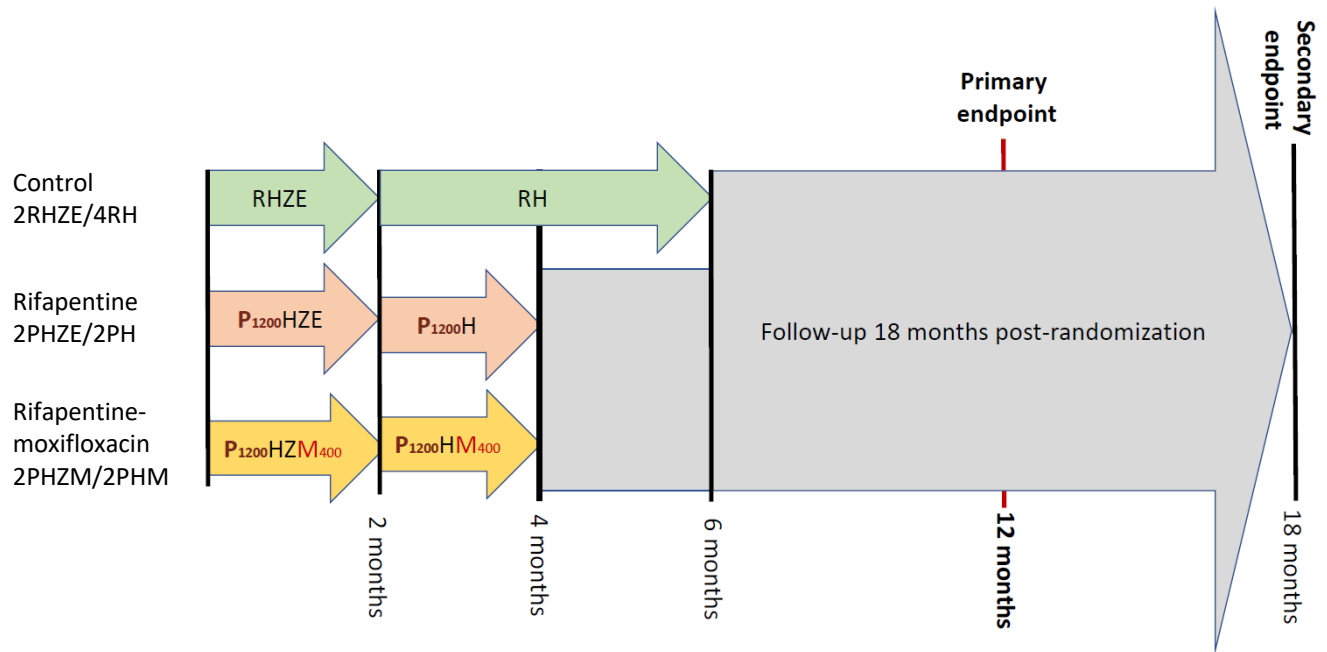 Primary
endpoint
Secondary
endpoint
Control
2RHZE/4RH
RHZE
RH
Rifapentine
2PHZE/2PH
P1200HZE
P1200H
Follow-up 18 months post-randomization
Rifapentine-
moxifloxacin
2PHZM/2PHM
P1200HZM400
P1200HM400
2 months
4 months
6 months
12 months
18 months